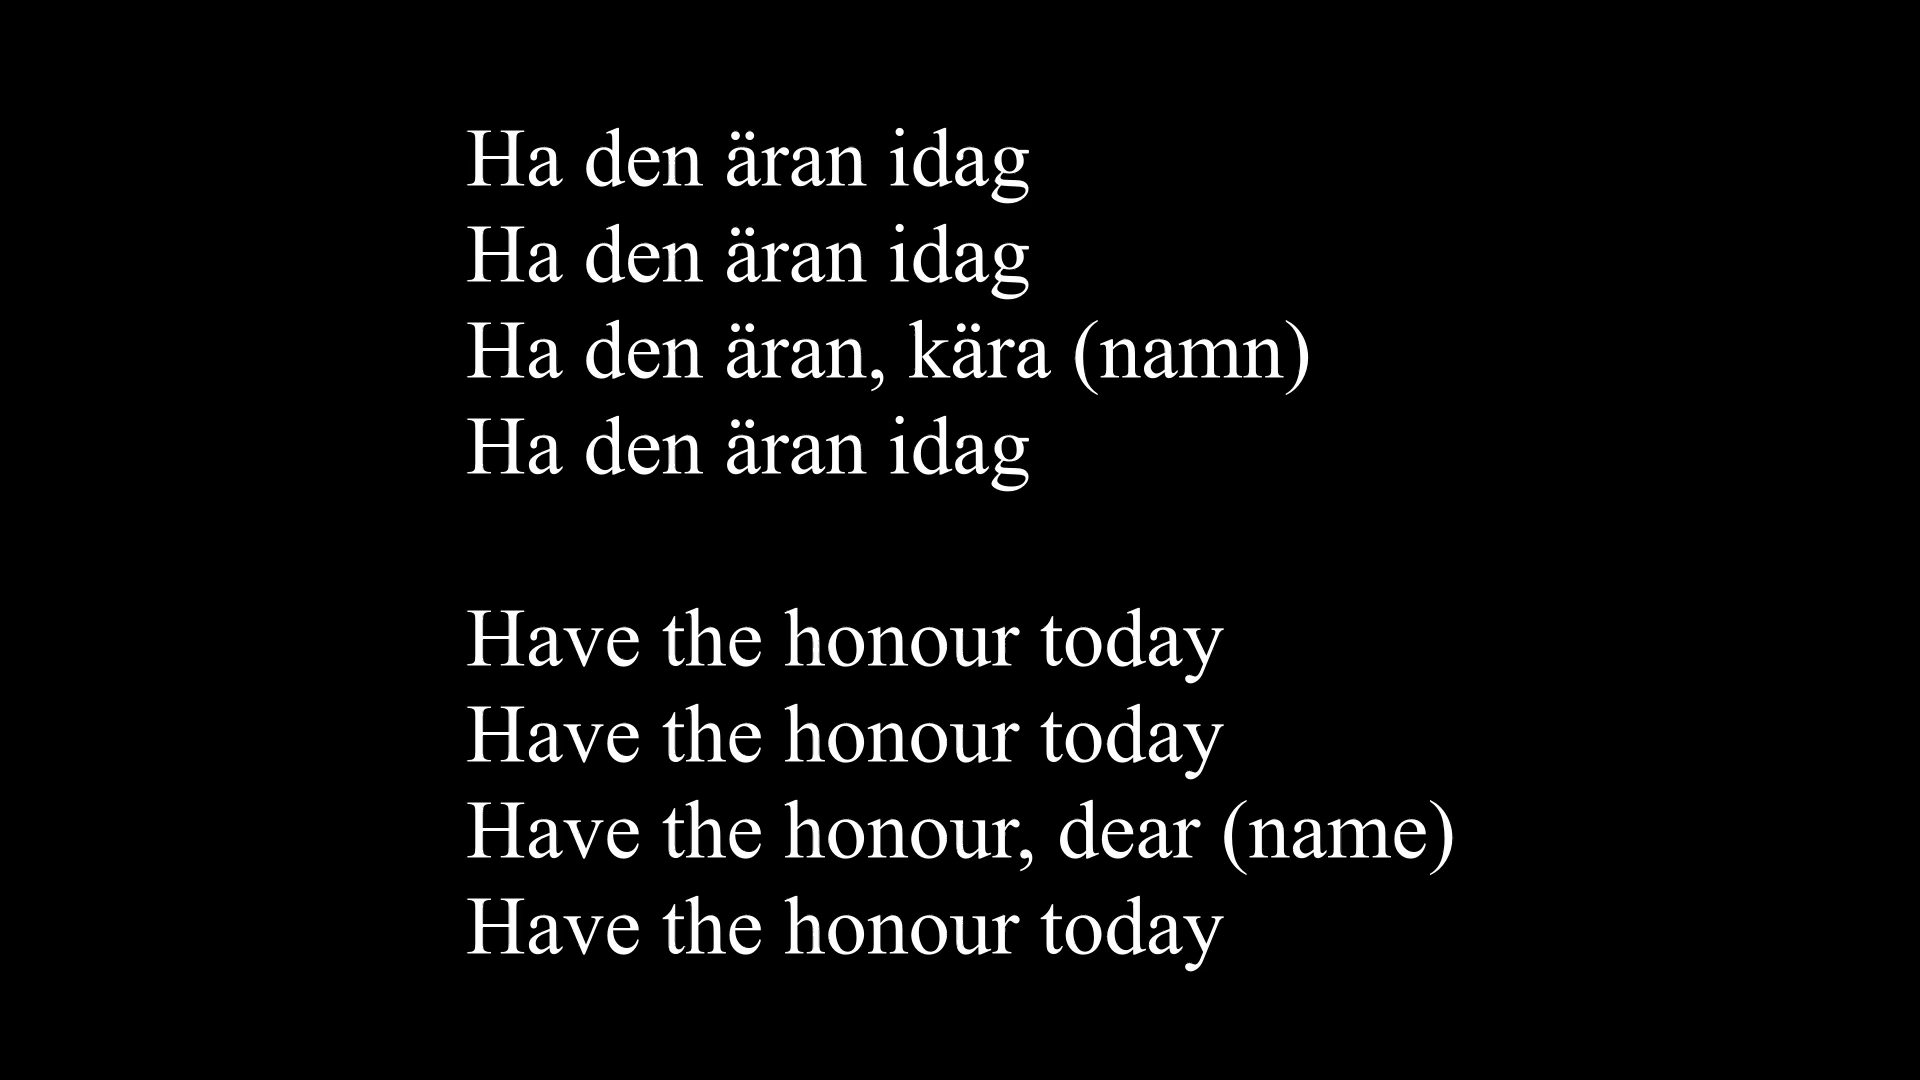 Ha den äran idag
Ha den äran idag
Ha den äran, kära (namn)
Ha den äran idag

Have the honour today
Have the honour today
Have the honour, dear (name)
Have the honour today